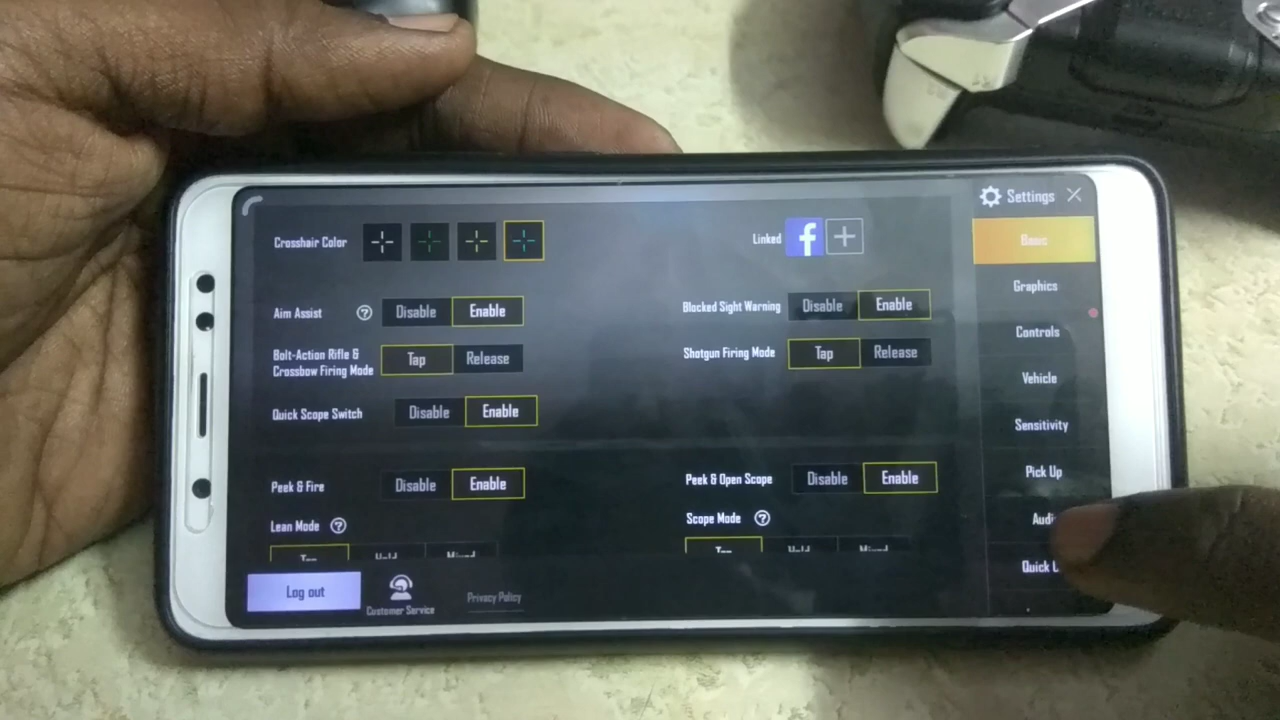 Settings
Crosshair Color
Linked
Basic
Graphics
Aim Assist ? Disable Enable
Blocked Sight Warning Disable Enable
Controls
Bolt-Action Rifle &
Crossbow Firing Mode
Tap Release
Shotgun Firing Mode Tap Release
Vehicle
Quick Scope Switch Disable Enable
Sensitivity
Peek & Fire Disable Enable
Peek & Open Scope Disable Enable
Pick Up
Lean Mode ?
Scope Mode ?
Log out
Customer Service
Privacy Policy
Quick